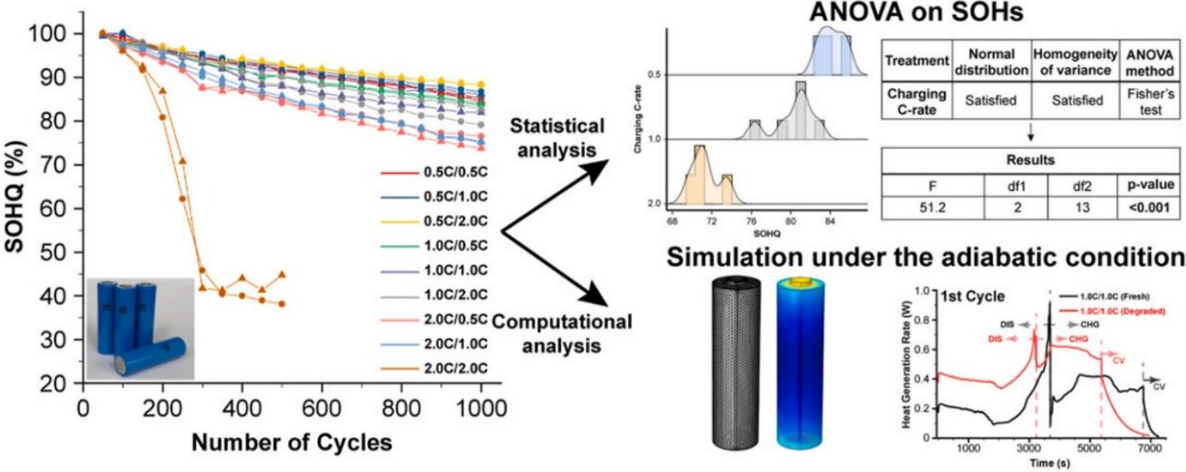 100
90
80
70
60
50
40
30
20
0
200
400
600
800
1000
SOHQ (%)
Number of Cycles
0.5C/0.5C
0.5C/1.0C
0.5C/2.0C
1.0C/0.5C
1.0C/1.0C
1.0C/2.0C
2.0C/0.5C
2.0C/1.0C
2.0C/2.0C
Statistical
analysis
Computational
analysis
ANOVA on SOHs
Charging C-rate
0.5
1.0
2.0
68
72
76
80
84
SOHQ
Treatment
Normal
distribution
Homogeneity
of variance
ANOVA
method
Charging
C-rate
Satisfied
Satisfied
Fisher's
test
Results
F
df1
df2
p-value
51.2
2
13
<0.001
Simulation under the adiabatic condition
Heat Generation Rate (W)
1.0
0.8
0.6
0.4
0.2
0
1st Cycle
1.0C/1.0C (Fresh)
1.0C/1.0C (Degraded)
DIS
CHG
DIS
CHG
CV
CV
1000
3000
5000
7000
Time (s)